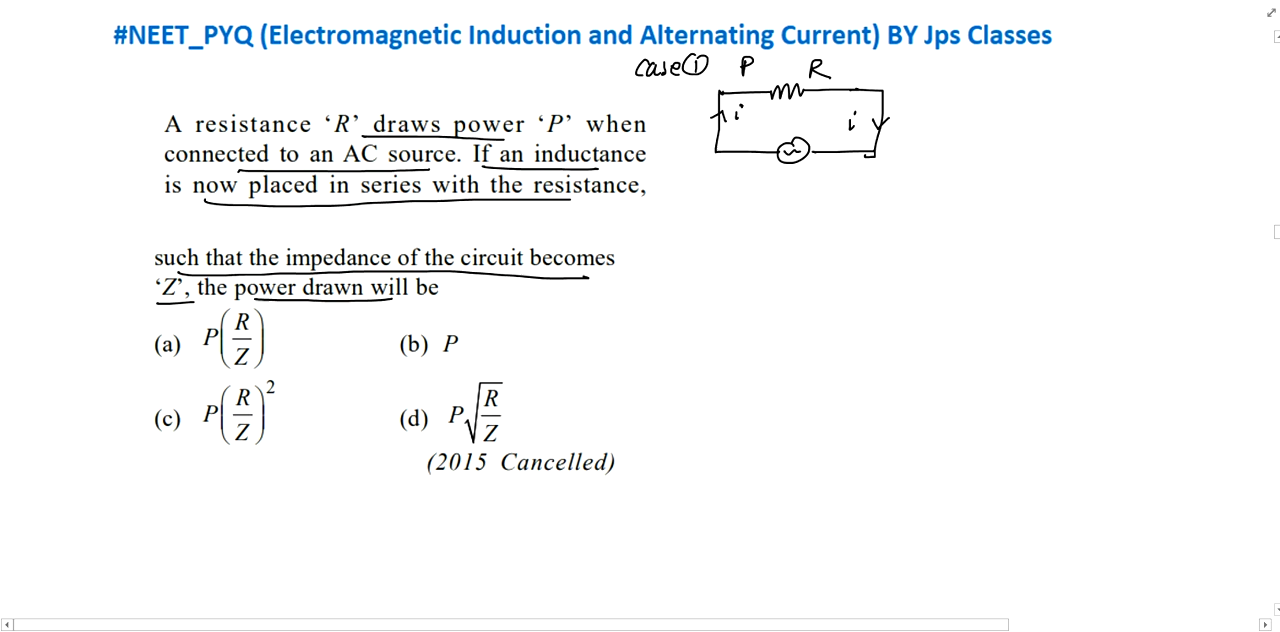 #NEET_PYQ (Electromagnetic Induction and Alternating Current) BY Jps Classes
case① P R
i i
A resistance ‘R’ draws power ‘P’ when
connected to an AC source. If an inductance
is now placed in series with the resistance,
such that the impedance of the circuit becomes
‘Z’, the power drawn will be
(a) P(R/Z) (b) P
(c) P(R/Z)² (d) P√(R/Z)
(2015 Cancelled)